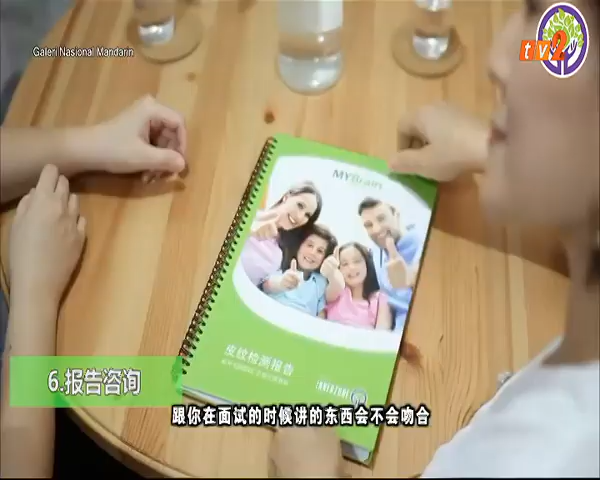 Galeri Nasional Mandarin
tv2
MYBrain
皮纹检测报告
6.报告咨询
跟你在面试的时候讲的东西会不会吻合